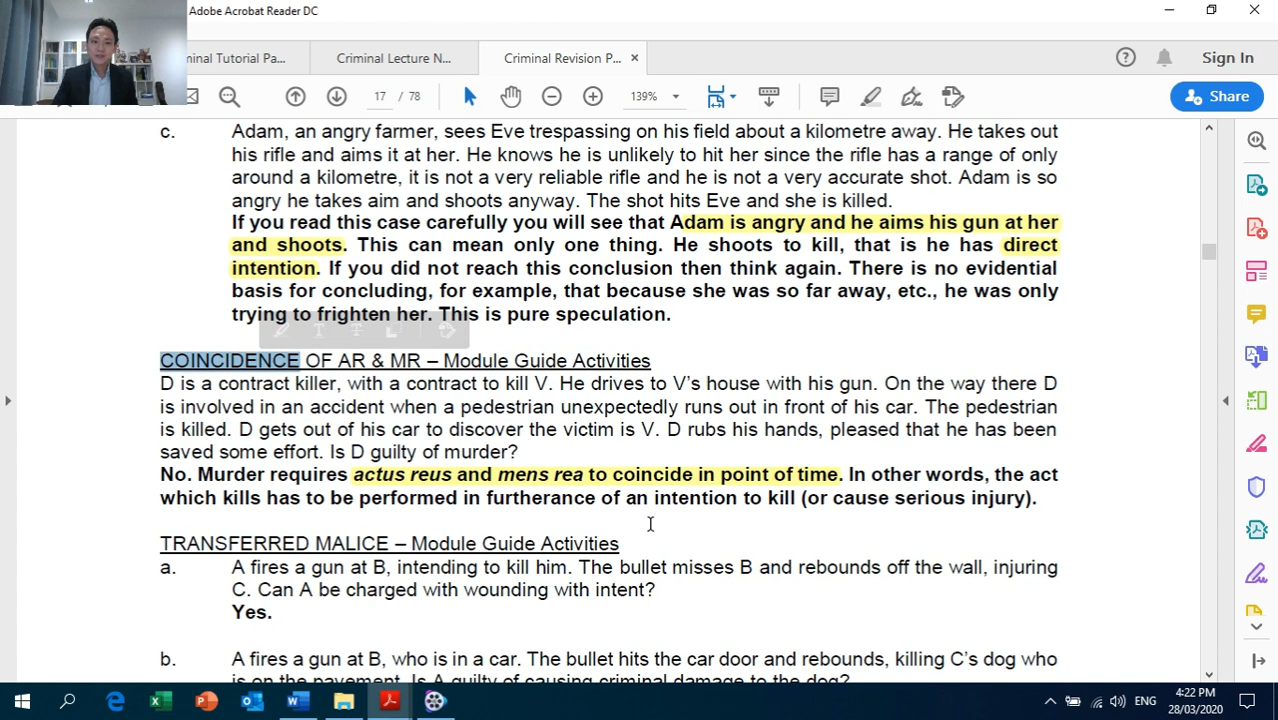 Adobe Acrobat Reader DC
ninal Tutorial Pa...
Criminal Lecture N...
Criminal Revision P...
Sign In
17 / 78
139%
Share
c. Adam, an angry farmer, sees Eve trespassing on his field about a kilometre away. He takes out
his rifle and aims it at her. He knows he is unlikely to hit her since the rifle has a range of only
around a kilometre, it is not a very reliable rifle and he is not a very accurate shot. Adam is so
angry he takes aim and shoots anyway. The shot hits Eve and she is killed.
If you read this case carefully you will see that Adam is angry and he aims his gun at her
and shoots. This can mean only one thing. He shoots to kill, that is he has direct
intention. If you did not reach this conclusion then think again. There is no evidential
basis for concluding, for example, that because she was so far away, etc., he was only
trying to frighten her. This is pure speculation.
COINCIDENCE OF AR & MR – Module Guide Activities
D is a contract killer, with a contract to kill V. He drives to V's house with his gun. On the way there D
is involved in an accident when a pedestrian unexpectedly runs out in front of his car. The pedestrian
is killed. D gets out of his car to discover the victim is V. D rubs his hands, pleased that he has been
saved some effort. Is D guilty of murder?
No. Murder requires actus reus and mens rea to coincide in point of time. In other words, the act
which kills has to be performed in furtherance of an intention to kill (or cause serious injury).
TRANSFERRED MALICE – Module Guide Activities
a. A fires a gun at B, intending to kill him. The bullet misses B and rebounds off the wall, injuring
C. Can A be charged with wounding with intent?
Yes.
b. A fires a gun at B, who is in a car. The bullet hits the car door and rebounds, killing C's dog who
is on the pavement. Is A guilty of causing criminal damage to the dog?
ENG
4:22 PM
28/03/2020